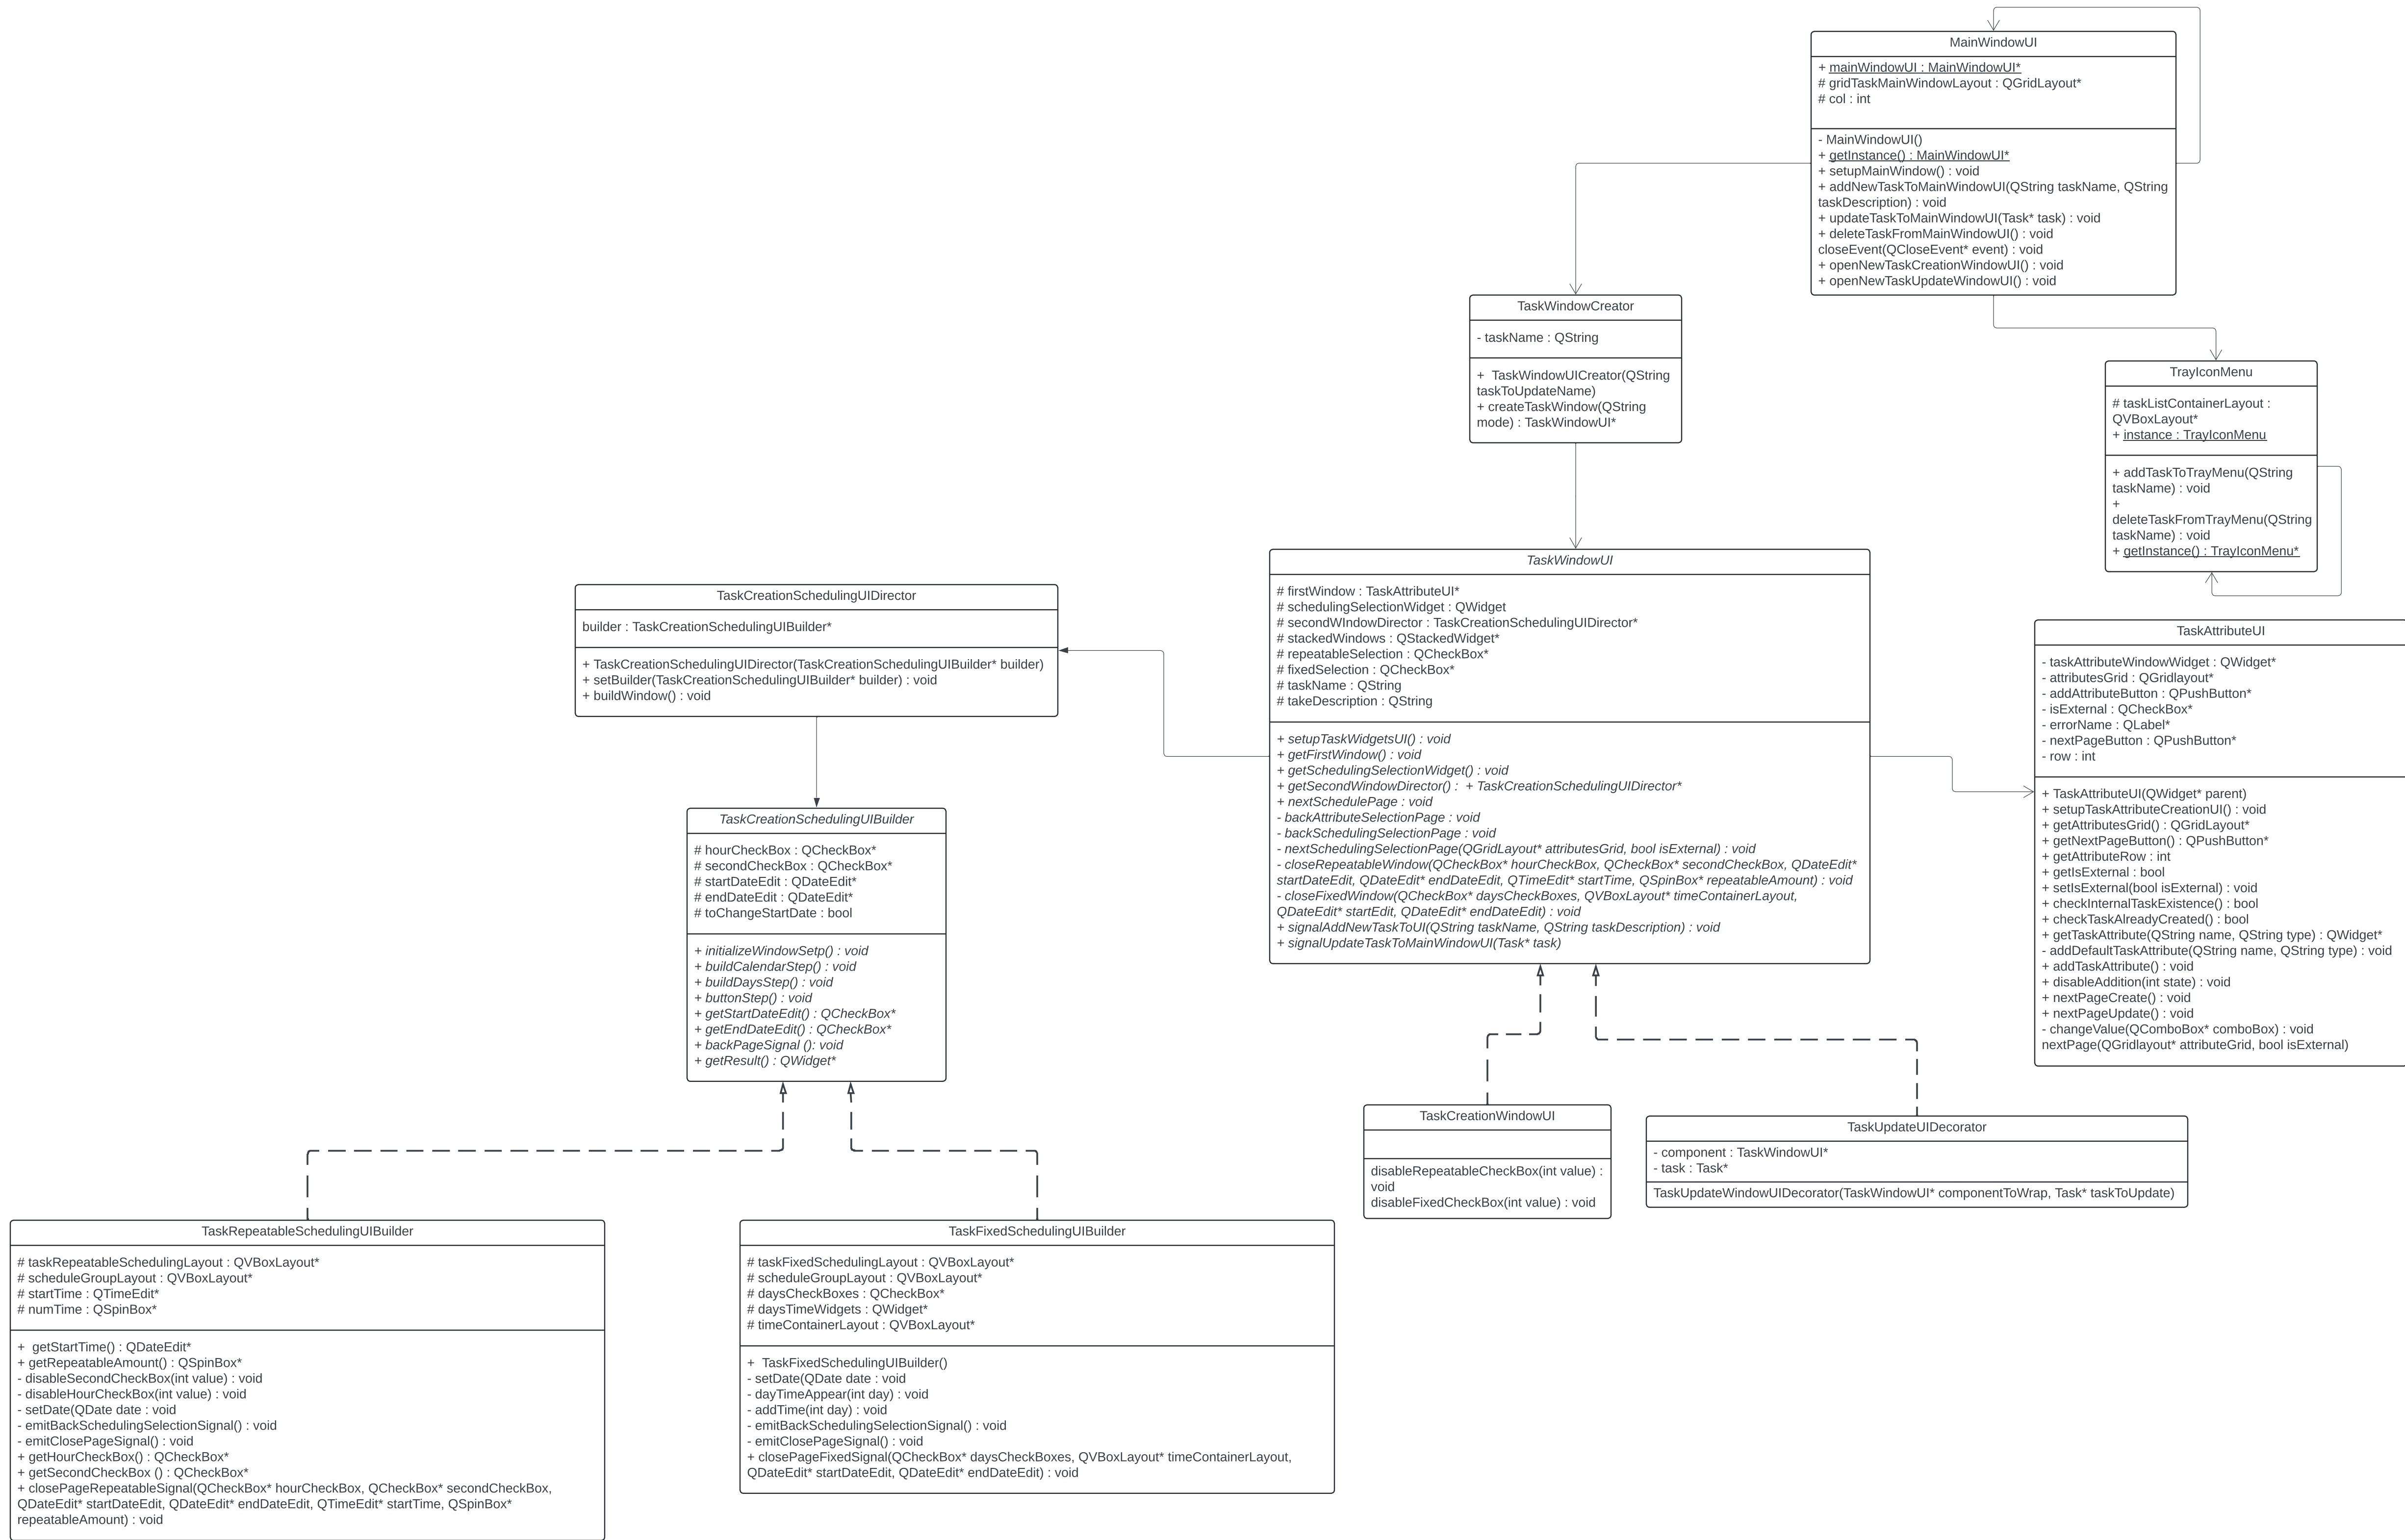 MainWindowUI
+ mainWindowUI : MainWindowUI*
# gridTaskMainWindowLayout : QGridLayout*
# col : int
- MainWindowUI()
+ getInstance() : MainWindowUI*
+ setupMainWindow() : void
+ addNewTaskToMainWindowUI(QString taskName, QString
taskDescription) : void
+ updateTaskToMainWindowUI(Task* task) : void
+ deleteTaskFromMainWindowUI() : void
closeEvent(QCloseEvent* event) : void
+ openNewTaskCreationWindowUI() : void
+ openNewTaskUpdateWindowUI() : void
TaskWindowCreator
- taskName : QString
+  TaskWindowUICreator(QString
taskToUpdateName)
+ createTaskWindow(QString
mode) : TaskWindowUI*
TrayIconMenu
# taskListContainerLayout :
QVBoxLayout*
+ instance : TrayIconMenu
+ addTaskToTrayMenu(QString
taskName) : void
+
deleteTaskFromTrayMenu(QString
taskName) : void
+ getInstance() : TrayIconMenu*
TaskWindowUI
# firstWindow : TaskAttributeUI*
# schedulingSelectionWidget : QWidget
# secondWIndowDirector : TaskCreationSchedulingUIDirector*
# stackedWindows : QStackedWidget*
# repeatableSelection : QCheckBox*
# fixedSelection : QCheckBox*
# taskName : QString
# takeDescription : QString
+ setupTaskWidgetsUI() : void
+ getFirstWindow() : void
+ getSchedulingSelectionWidget() : void
+ getSecondWindowDirector() :  + TaskCreationSchedulingUIDirector*
+ nextSchedulePage : void
- backAttributeSelectionPage : void
- backSchedulingSelectionPage : void
- nextSchedulingSelectionPage(QGridLayout* attributesGrid, bool isExternal) : void
- closeRepeatableWindow(QCheckBox* hourCheckBox, QCheckBox* secondCheckBox, QDateEdit*
startDateEdit, QDateEdit* endDateEdit, QTimeEdit* startTime, QSpinBox* repeatableAmount) : void
- closeFixedWindow(QCheckBox* daysCheckBoxes, QVBoxLayout* timeContainerLayout,
QDateEdit* startEdit, QDateEdit* endDateEdit) : void
+ signalAddNewTaskToUI(QString taskName, QString taskDescription) : void
+ signalUpdateTaskToMainWindowUI(Task* task)
TaskCreationSchedulingUIDirector
builder : TaskCreationSchedulingUIBuilder*
+ TaskCreationSchedulingUIDirector(TaskCreationSchedulingUIBuilder* builder)
+ setBuilder(TaskCreationSchedulingUIBuilder* builder) : void
+ buildWindow() : void
TaskAttributeUI
- taskAttributeWindowWidget : QWidget*
- attributesGrid : QGridlayout*
- addAttributeButton : QPushButton*
- isExternal : QCheckBox*
- errorName : QLabel*
- nextPageButton : QPushButton*
- row : int
+ TaskAttributeUI(QWidget* parent)
+ setupTaskAttributeCreationUI() : void
+ getAttributesGrid() : QGridLayout*
+ getNextPageButton() : QPushButton*
+ getAttributeRow : int
+ getIsExternal : bool
+ setIsExternal(bool isExternal) : void
+ checkInternalTaskExistence() : bool
+ checkTaskAlreadyCreated() : bool
+ getTaskAttribute(QString name, QString type) : QWidget*
- addDefaultTaskAttribute(QString name, QString type) : void
+ addTaskAttribute() : void
+ disableAddition(int state) : void
+ nextPageCreate() : void
+ nextPageUpdate() : void
- changeValue(QComboBox* comboBox) : void
nextPage(QGridlayout* attributeGrid, bool isExternal)
TaskCreationSchedulingUIBuilder
# hourCheckBox : QCheckBox*
# secondCheckBox : QCheckBox*
# startDateEdit : QDateEdit*
# endDateEdit : QDateEdit*
# toChangeStartDate : bool
+ initializeWindowSetp() : void
+ buildCalendarStep() : void
+ buildDaysStep() : void
+ buttonStep() : void
+ getStartDateEdit() : QCheckBox*
+ getEndDateEdit() : QCheckBox*
+ backPageSignal (): void
+ getResult() : QWidget*
TaskCreationWindowUI
disableRepeatableCheckBox(int value) :
void
disableFixedCheckBox(int value) : void
TaskUpdateUIDecorator
- component : TaskWindowUI*
- task : Task*
TaskUpdateWindowUIDecorator(TaskWindowUI* componentToWrap, Task* taskToUpdate)
TaskRepeatableSchedulingUIBuilder
# taskRepeatableSchedulingLayout : QVBoxLayout*
# scheduleGroupLayout : QVBoxLayout*
# startTime : QTimeEdit*
# numTime : QSpinBox*
+  getStartTime() : QDateEdit*
+ getRepeatableAmount() : QSpinBox*
- disableSecondCheckBox(int value) : void
- disableHourCheckBox(int value) : void
- setDate(QDate date : void
- emitBackSchedulingSelectionSignal() : void
- emitClosePageSignal() : void
+ getHourCheckBox() : QCheckBox*
+ getSecondCheckBox () : QCheckBox*
+ closePageRepeatableSignal(QCheckBox* hourCheckBox, QCheckBox* secondCheckBox,
QDateEdit* startDateEdit, QDateEdit* endDateEdit, QTimeEdit* startTime, QSpinBox*
repeatableAmount) : void
TaskFixedSchedulingUIBuilder
# taskFixedSchedulingLayout : QVBoxLayout*
# scheduleGroupLayout : QVBoxLayout*
# daysCheckBoxes : QCheckBox*
# daysTimeWidgets : QWidget*
# timeContainerLayout : QVBoxLayout*
+  TaskFixedSchedulingUIBuilder()
- setDate(QDate date : void
- dayTimeAppear(int day) : void
- addTime(int day) : void
- emitBackSchedulingSelectionSignal() : void
- emitClosePageSignal() : void
+ closePageFixedSignal(QCheckBox* daysCheckBoxes, QVBoxLayout* timeContainerLayout,
QDateEdit* startDateEdit, QDateEdit* endDateEdit) : void